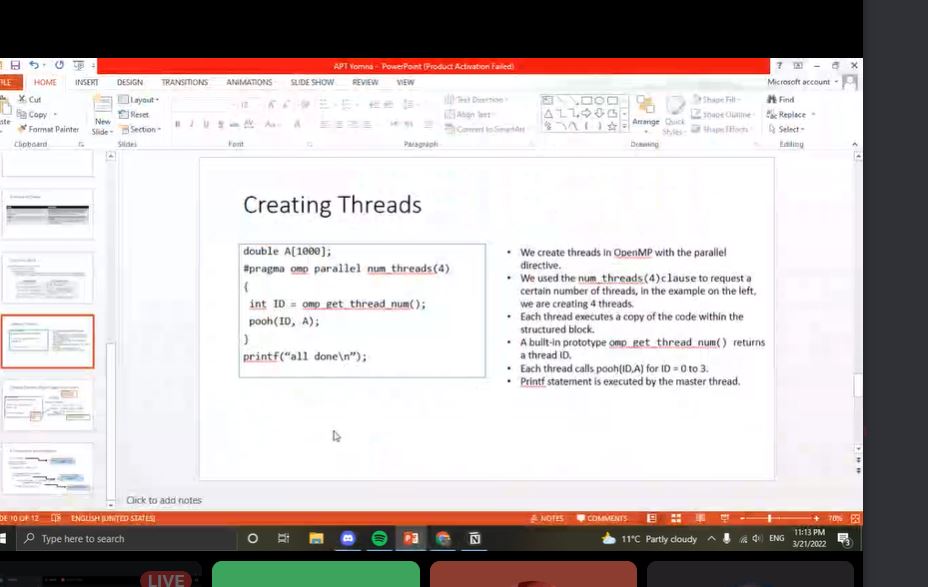 APT Yomna - PowerPoint (Product Activation Failed)
HOME INSERT DESIGN TRANSITIONS ANIMATIONS SLIDE SHOW REVIEW VIEW
Microsoft account
Cut
Copy
Format Painter
Clipboard
New
Slide
Layout
Reset
Section
Slides
Font
Text Direction
Align Text
Convert to SmartArt
Paragraph
Arrange
Quick
Styles
Shape Fill
Shape Outline
Shape Effects
Drawing
Find
Replace
Select
Editing
Creating Threads
double A[1000];
#pragma omp parallel num_threads(4)
{
int ID = omp_get_thread_num();
pooh(ID, A);
}
printf(“all done\n”);
• We create threads in OpenMP with the parallel
directive.
• We used the num_threads(4)clause to request a
certain number of threads, in the example on the left,
we are creating 4 threads.
• Each thread executes a copy of the code within the
structured block.
• A built-in prototype omp_get_thread_num() returns
a thread ID.
• Each thread calls pooh(ID,A) for ID = 0 to 3.
• Printf statement is executed by the master thread.
Click to add notes
DE 10 OF 12 ENGLISH (UNITED STATES)
NOTES COMMENTS 70%
Type here to search
11°C Partly cloudy ENG
11:13 PM
3/21/2022
LIVE